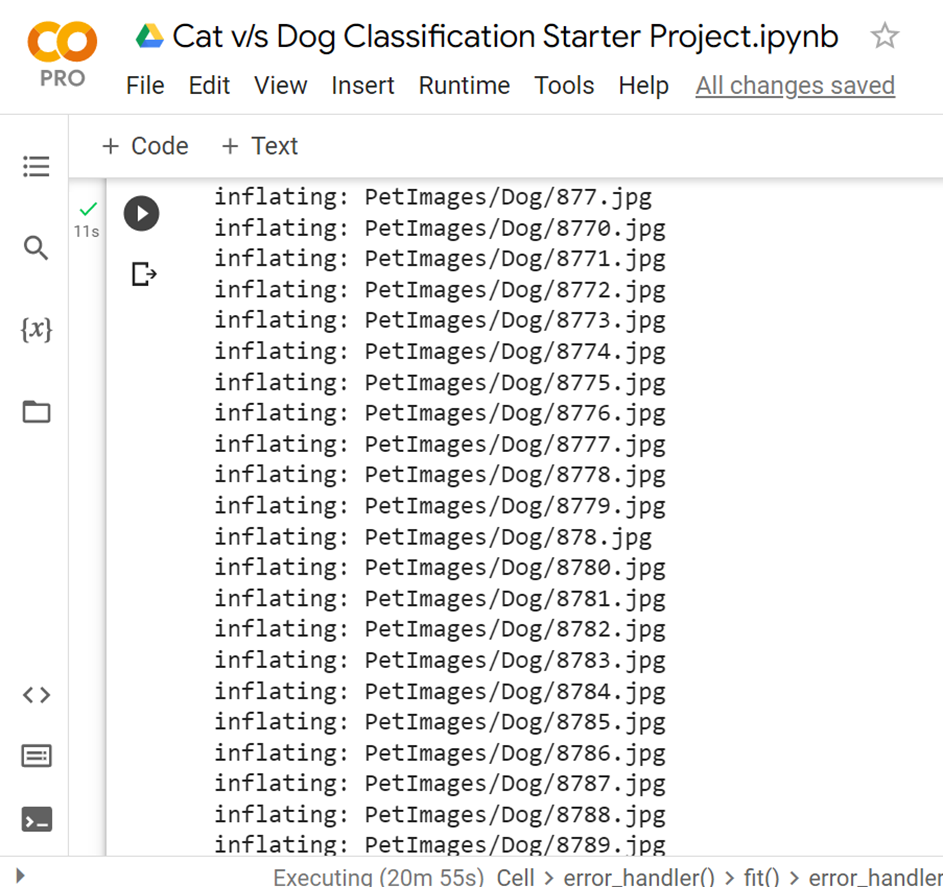 Cat v/s Dog Classification Starter Project.ipynb
PRO
File Edit View Insert Runtime Tools Help All changes saved
+ Code + Text
11s
inflating: PetImages/Dog/877.jpg
inflating: PetImages/Dog/8770.jpg
inflating: PetImages/Dog/8771.jpg
inflating: PetImages/Dog/8772.jpg
inflating: PetImages/Dog/8773.jpg
inflating: PetImages/Dog/8774.jpg
inflating: PetImages/Dog/8775.jpg
inflating: PetImages/Dog/8776.jpg
inflating: PetImages/Dog/8777.jpg
inflating: PetImages/Dog/8778.jpg
inflating: PetImages/Dog/8779.jpg
inflating: PetImages/Dog/878.jpg
inflating: PetImages/Dog/8780.jpg
inflating: PetImages/Dog/8781.jpg
inflating: PetImages/Dog/8782.jpg
inflating: PetImages/Dog/8783.jpg
inflating: PetImages/Dog/8784.jpg
inflating: PetImages/Dog/8785.jpg
inflating: PetImages/Dog/8786.jpg
inflating: PetImages/Dog/8787.jpg
inflating: PetImages/Dog/8788.jpg
inflating: PetImages/Dog/8789.jpg
{x}
Executing (20m 55s) Cell > error_handler() > fit() > error_handler